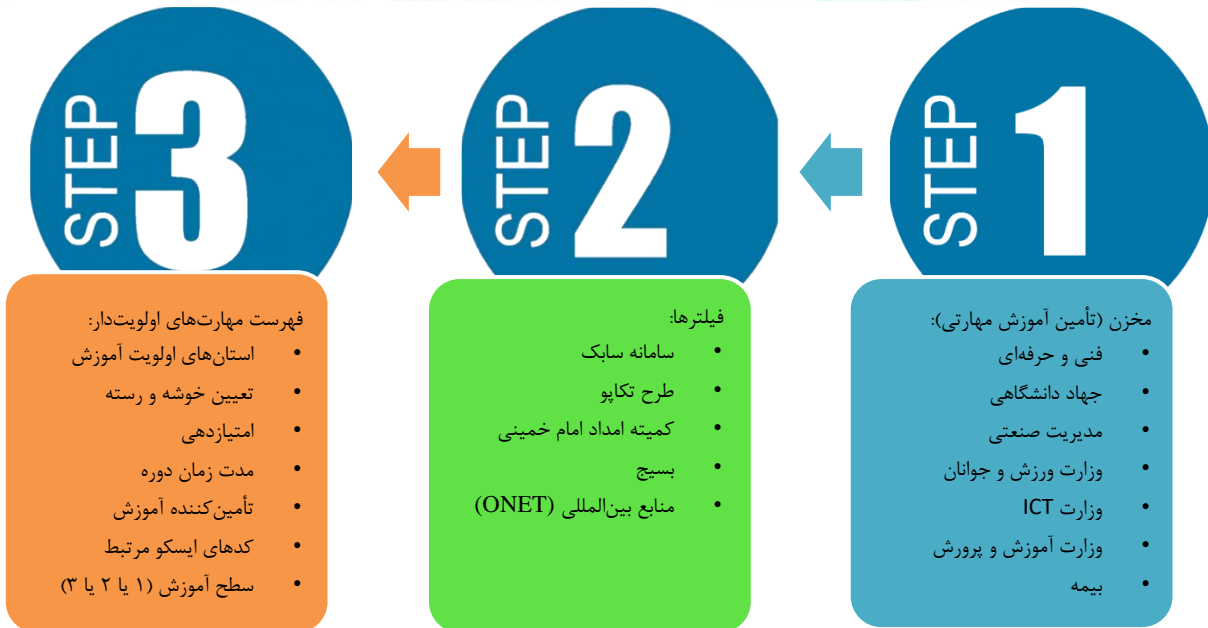 STEP 1
مخزن (تأمین آموزش مهارتی):
• فنی و حرفه‌ای
• جهاد دانشگاهی
• مدیریت صنعتی
• وزارت ورزش و جوانان
• وزارت ICT
• وزارت آموزش و پرورش
• بیمه
STEP 2
فیلترها:
• سامانه سابک
• طرح تکاپو
• کمیته امداد امام خمینی
• بسیج
• منابع بین‌المللی (ONET)
STEP 3
فهرست مهارت‌های اولویت‌دار:
• استان‌های اولویت آموزش
• تعیین خوشه و رسته
• امتیازدهی
• مدت زمان دوره
• تأمین‌کننده آموزش
• کدهای ایسکو مرتبط
• سطح آموزش (۱ یا ۲ یا ۳)